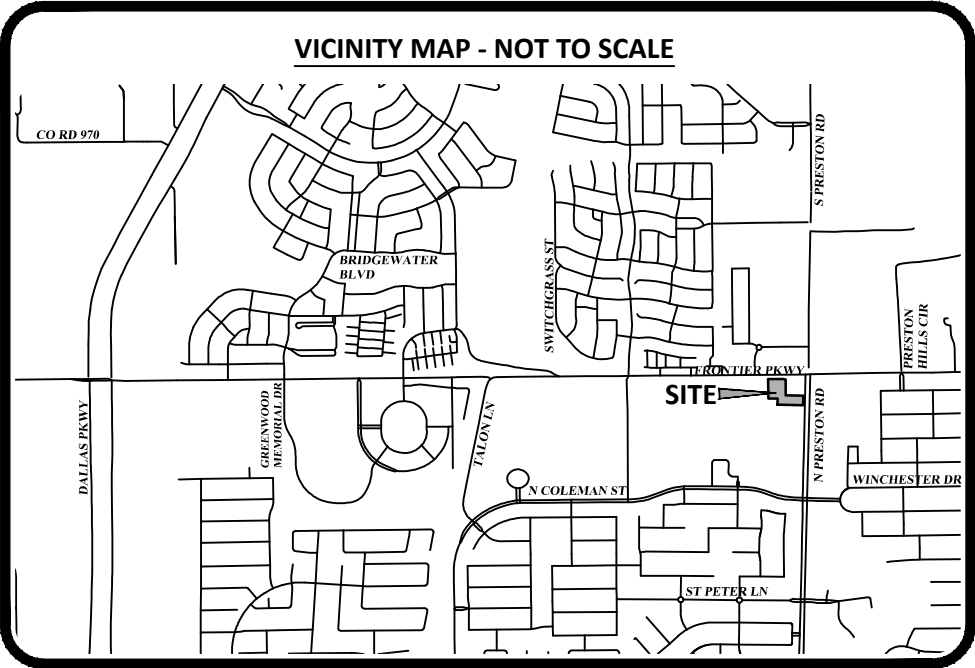 VICINITY MAP - NOT TO SCALE
CO RD 970
S PRESTON RD
BRIDGEWATER
BLVD
SWITCHGRASS ST
PRESTON
HILLS CIR
FRONTIER PKWY
SITE
DALLAS PKWY
GREENWOOD
MEMORIAL DR
TALON LN
N PRESTON RD
N COLEMAN ST
WINCHESTER DR
ST PETER LN